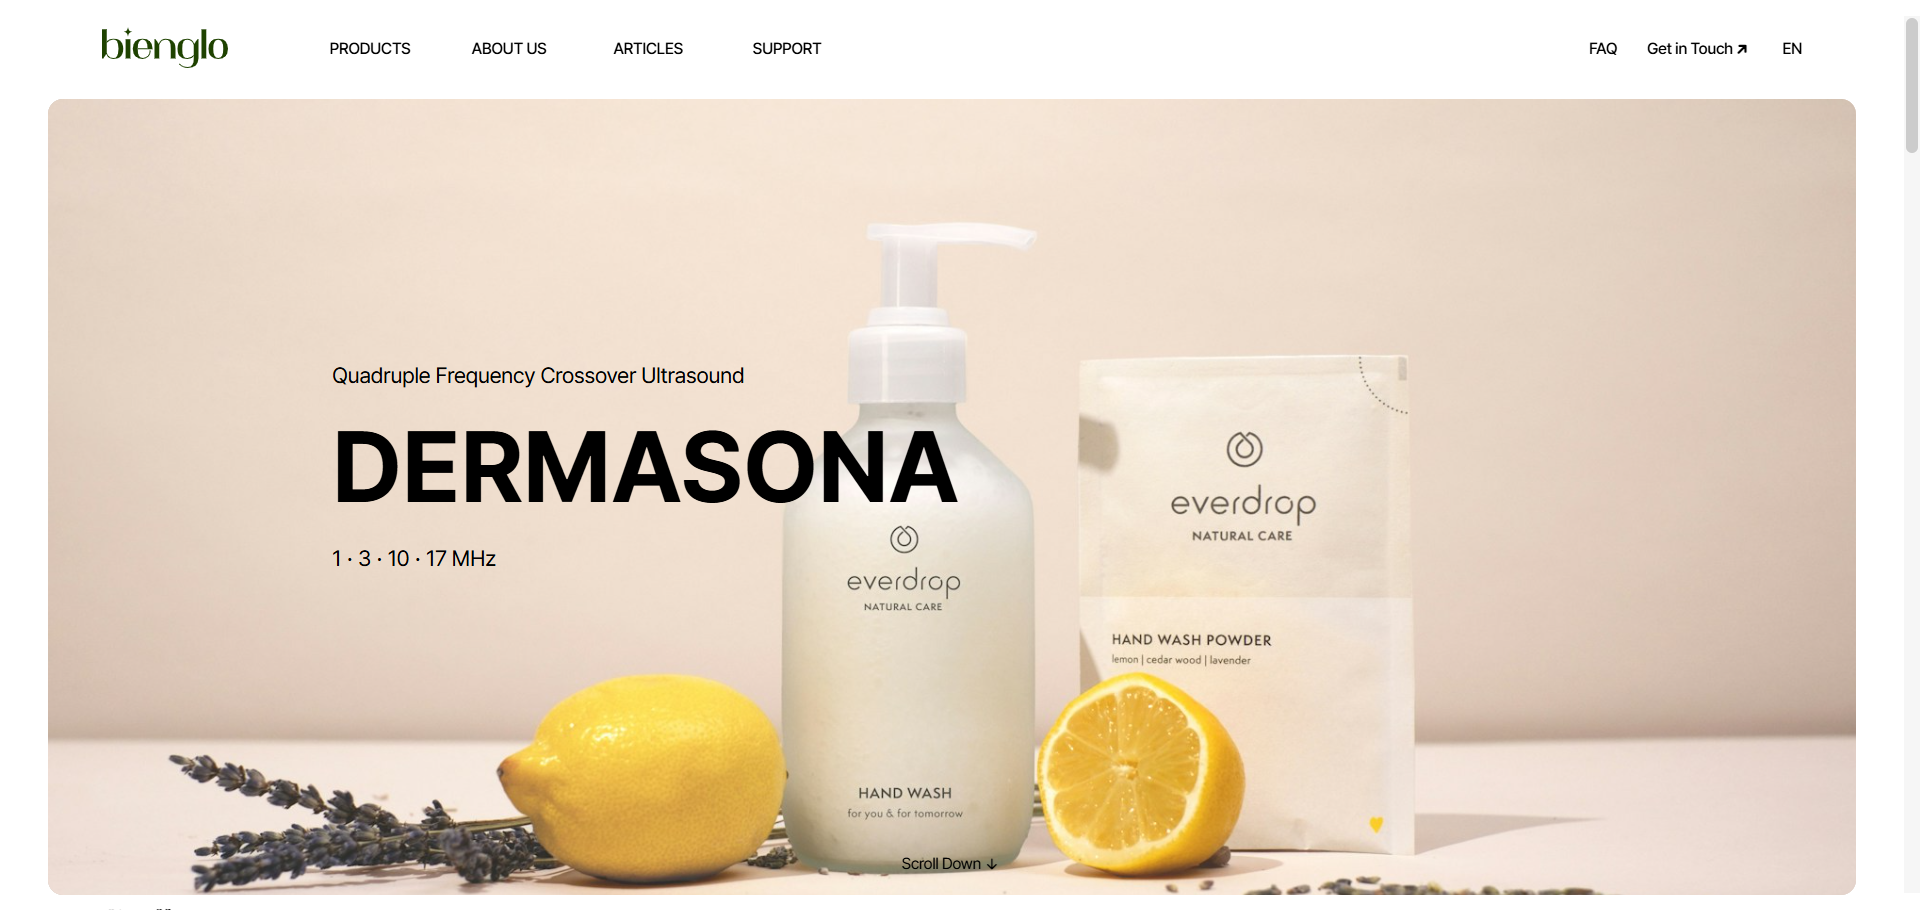 bienglo
PRODUCTS
ABOUT US
ARTICLES
SUPPORT
FAQ
Get in Touch
EN
Quadruple Frequency Crossover Ultrasound
DERMASONA
1 · 3 · 10 · 17 MHz
everdrop
NATURAL CARE
HAND WASH
for you & for tomorrow
everdrop
NATURAL CARE
HAND WASH POWDER
lemon | cedar wood | lavender
Scroll Down ↓